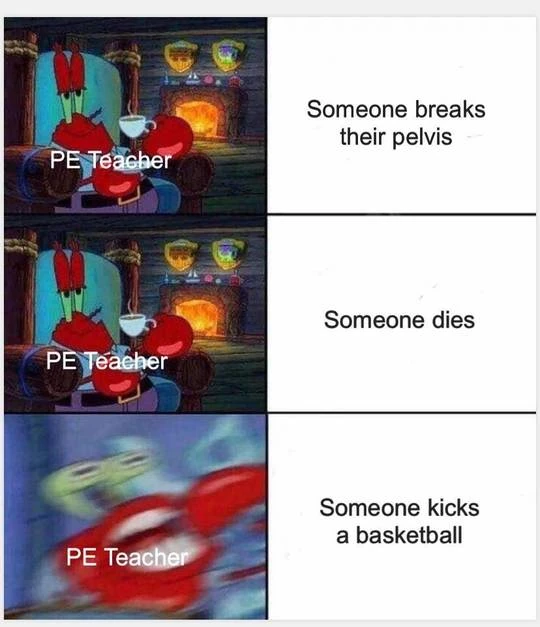 PE Teacher
Someone breaks
their pelvis
PE Teacher
Someone dies
PE Teacher
Someone kicks
a basketball